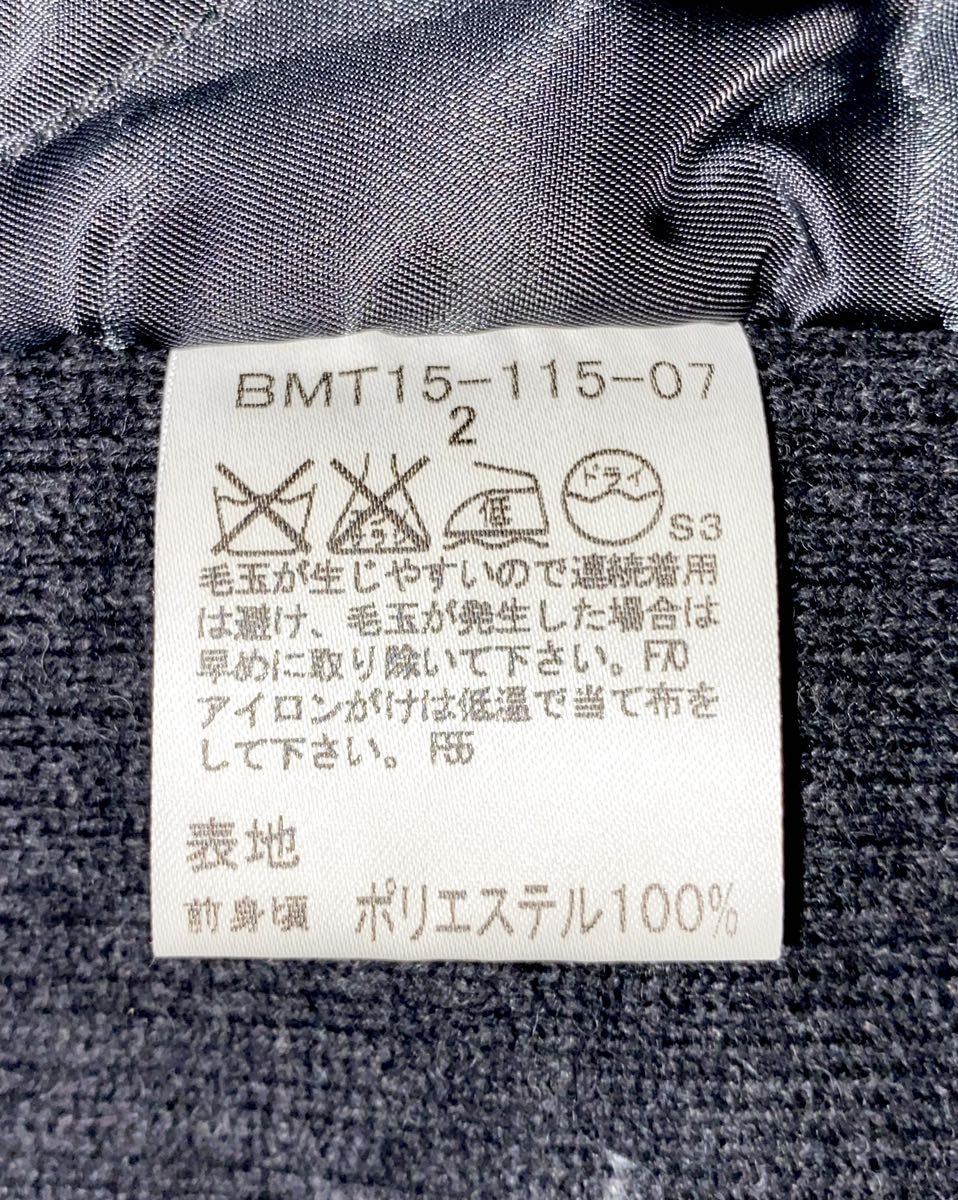 BMT15-115-07
2
低 ドライ S3
毛玉が生じやすいので連続着用
は避け、毛玉が発生した場合は
早めに取り除いて下さい。F70
アイロンがけは低温で当て布を
して下さい。F55
表地
前身頃 ポリエステル100%